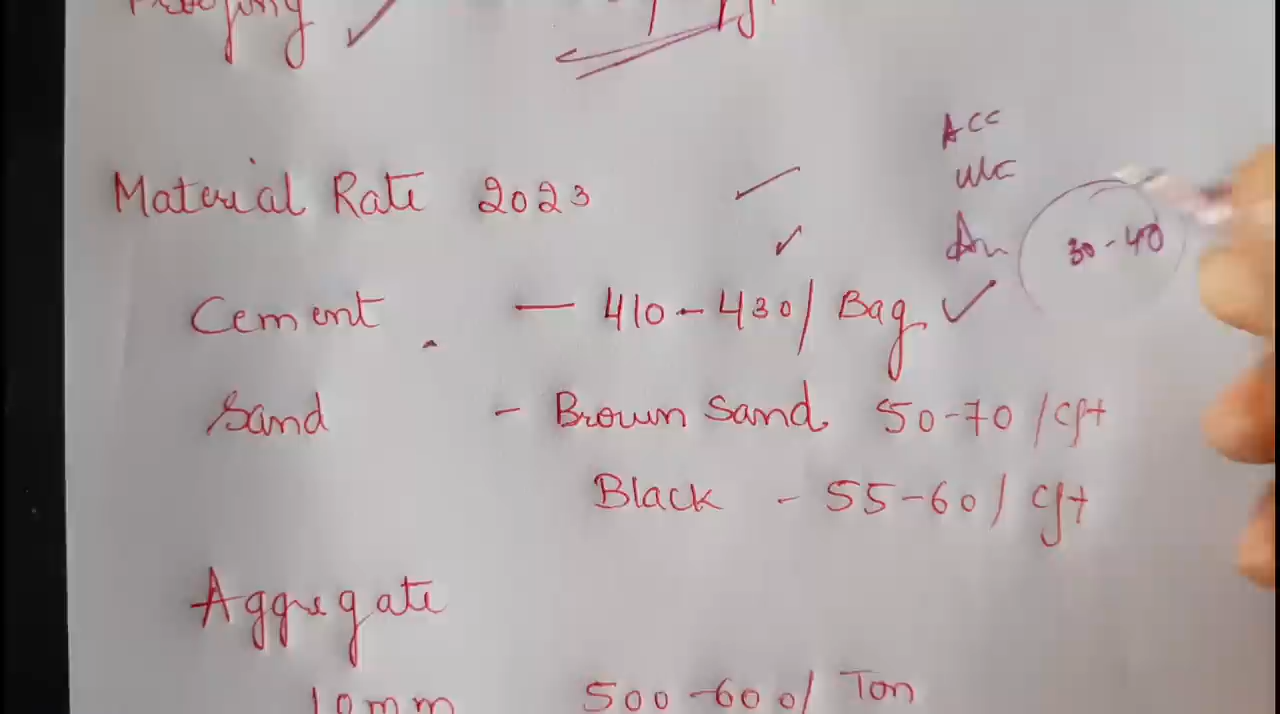 ACC
Material Rate 2023
30-40
Cement - 410-430/ Bag
Sand - Brown Sand 50-70 /cft
Black - 55-60/ cft
Aggregate
10mm 500-600/ Ton